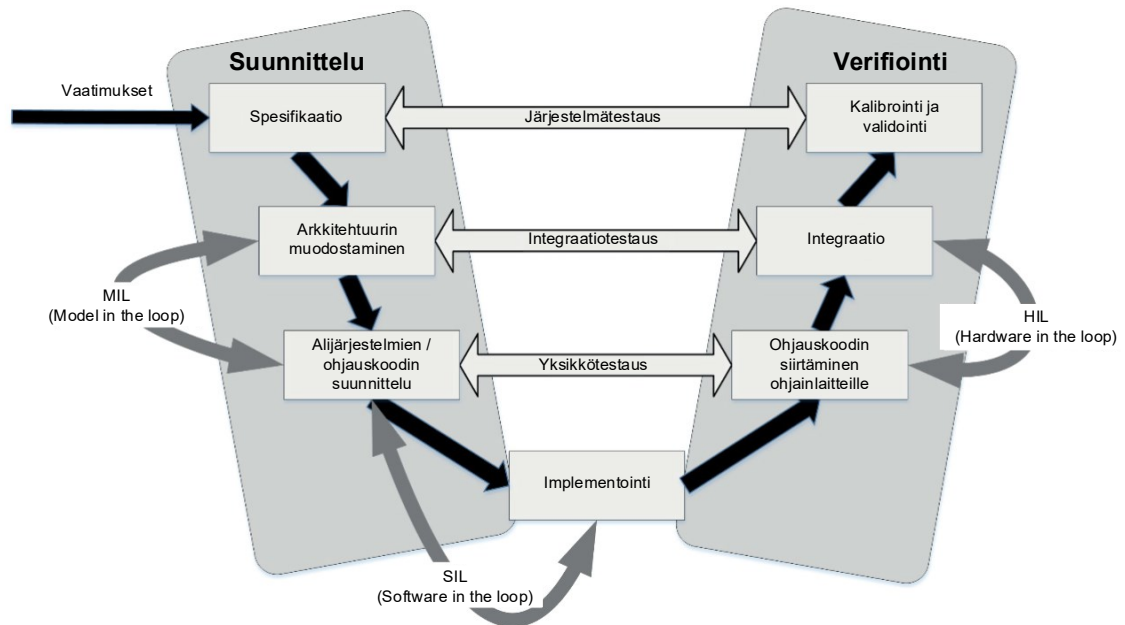 Suunnittelu
Verifiointi
Vaatimukset
Spesifikaatio
Järjestelmätestaus
Kalibrointi ja
validointi
Arkkitehtuurin
muodostaminen
Integraatiotestaus
Integraatio
MIL
(Model in the loop)
HIL
(Hardware in the loop)
Alijärjestelmien /
ohjauskoodin
suunnittelu
Yksikkötestaus
Ohjauskoodin
siirtäminen
ohjainlaitteille
Implementointi
SIL
(Software in the loop)